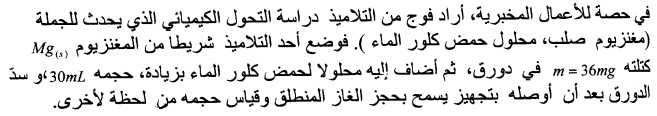 في حصة للأعمال المخبرية، أراد فوج من التلاميذ دراسة التحول الكيميائي الذي يحدث للجملة
(مغنزيوم صلب، محلول حمض كلور الماء ). فوضع أحد التلاميذ شريطا من المغنزيوم Mg(s)
كتلته m = 36mg في دورق، ثم أضاف إليه محلولا لحمض كلور الماء بزيادة، حجمه 30mL، و سدّ
الدورق بعد أن أوصله بتجهيز يسمح بحجز الغاز المنطلق وقياس حجمه من لحظة لأخرى.